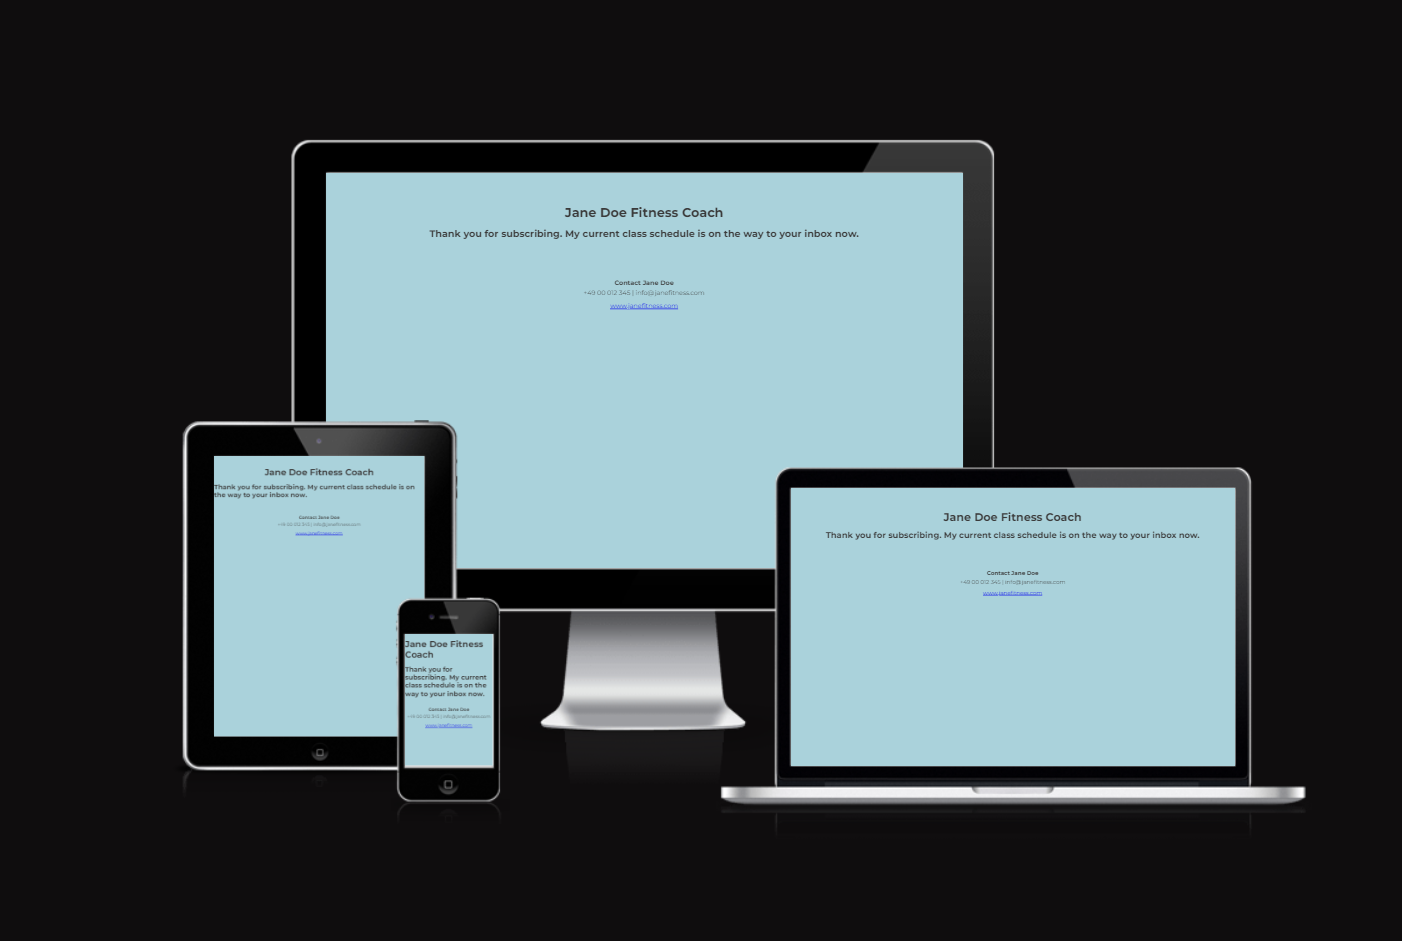 Jane Doe Fitness Coach
Thank you for subscribing. My current class schedule is on the way to your inbox now.
Contact Jane Doe
+49 00 012 345 | info@janefitness.com
www.janefitness.com
Jane Doe Fitness Coach
Thank you for subscribing. My current class schedule is on
the way to your inbox now.
Contact Jane Doe
+49 00 012 345 | info@janefitness.com
www.janefitness.com
Jane Doe Fitness
Coach
Thank you for
subscribing. My current
class schedule is on the
way to your inbox now.
Contact Jane Doe
+49 00 012 345 | info@janefitness.com
www.janefitness.com
Jane Doe Fitness Coach
Thank you for subscribing. My current class schedule is on the way to your inbox now.
Contact Jane Doe
+49 00 012 345 | info@janefitness.com
www.janefitness.com